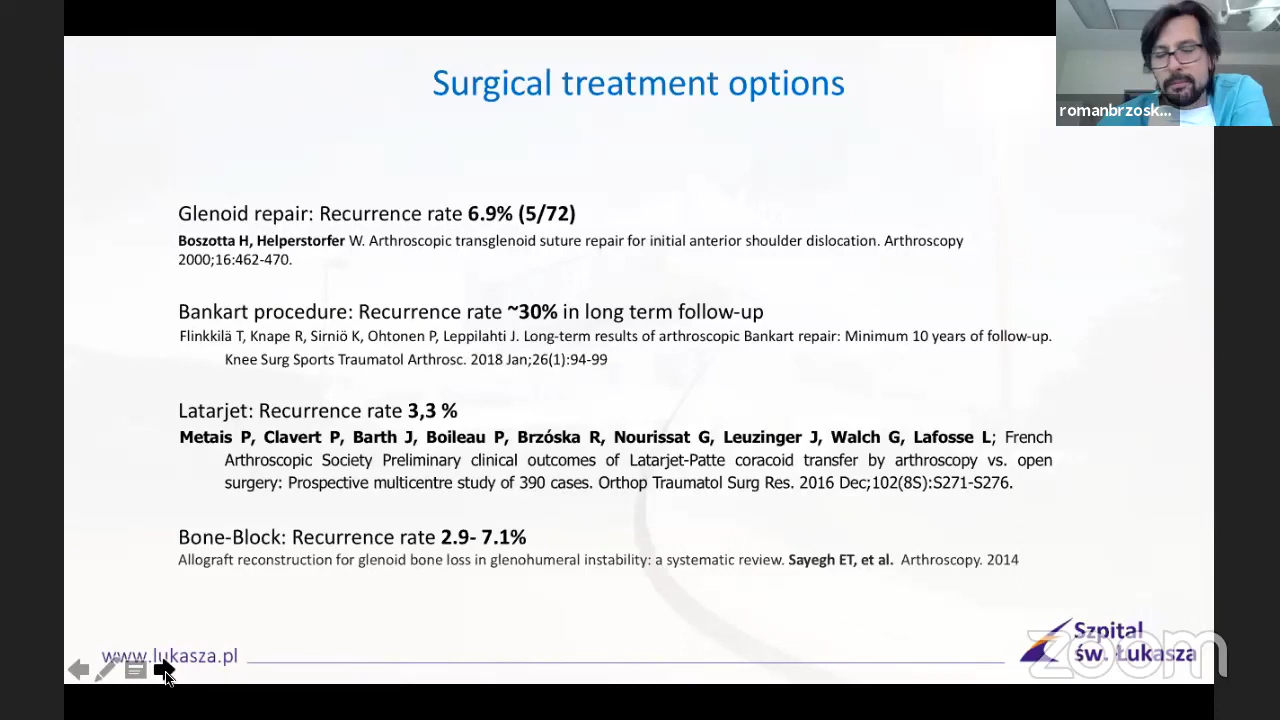 Surgical treatment options
romanbrzosk...
Glenoid repair: Recurrence rate 6.9% (5/72)
Boszotta H, Helperstorfer W. Arthroscopic transglenoid suture repair for initial anterior shoulder dislocation. Arthroscopy
2000;16:462-470.
Bankart procedure: Recurrence rate ~30% in long term follow-up
Flinkkilä T, Knape R, Sirniö K, Ohtonen P, Leppilahti J. Long-term results of arthroscopic Bankart repair: Minimum 10 years of follow-up.
Knee Surg Sports Traumatol Arthrosc. 2018 Jan;26(1):94-99
Latarjet: Recurrence rate 3,3 %
Metais P, Clavert P, Barth J, Boileau P, Brzóska R, Nourissat G, Leuzinger J, Walch G, Lafosse L; French
Arthroscopic Society Preliminary clinical outcomes of Latarjet-Patte coracoid transfer by arthroscopy vs. open
surgery: Prospective multicentre study of 390 cases. Orthop Traumatol Surg Res. 2016 Dec;102(8S):S271-S276.
Bone-Block: Recurrence rate 2.9- 7.1%
Allograft reconstruction for glenoid bone loss in glenohumeral instability: a systematic review. Sayegh ET, et al. Arthroscopy. 2014
www.lukasza.pl
Szpital
św. Łukasza
zoom